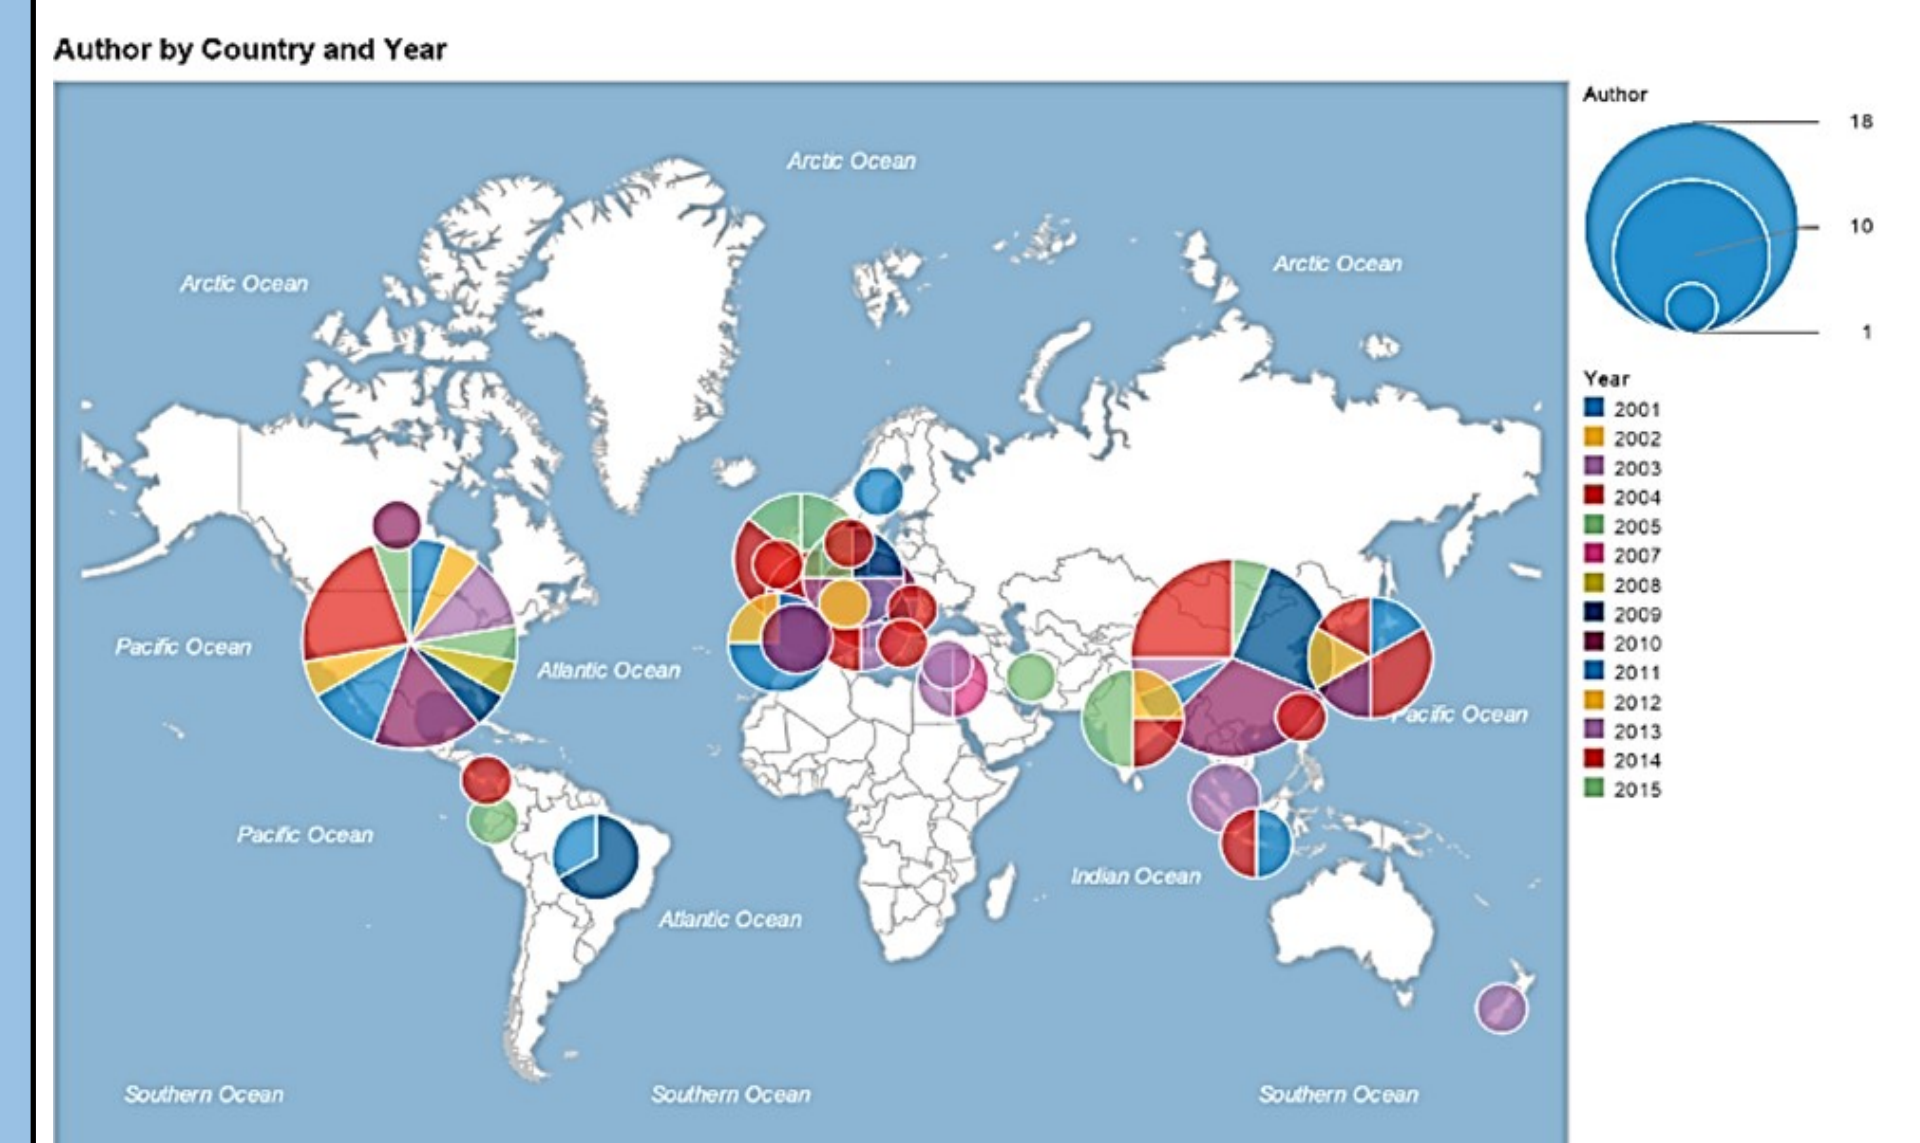 Author by Country and Year
Author
18
10
1
Arctic Ocean
Arctic Ocean
Arctic Ocean
Year
2001
2002
2003
2004
2005
2007
2008
2009
2010
2011
2012
2013
2014
2015
Pacific Ocean
Atlantic Ocean
Pacific Ocean
Pacific Ocean
Indian Ocean
Atlantic Ocean
Southern Ocean
Southern Ocean
Southern Ocean